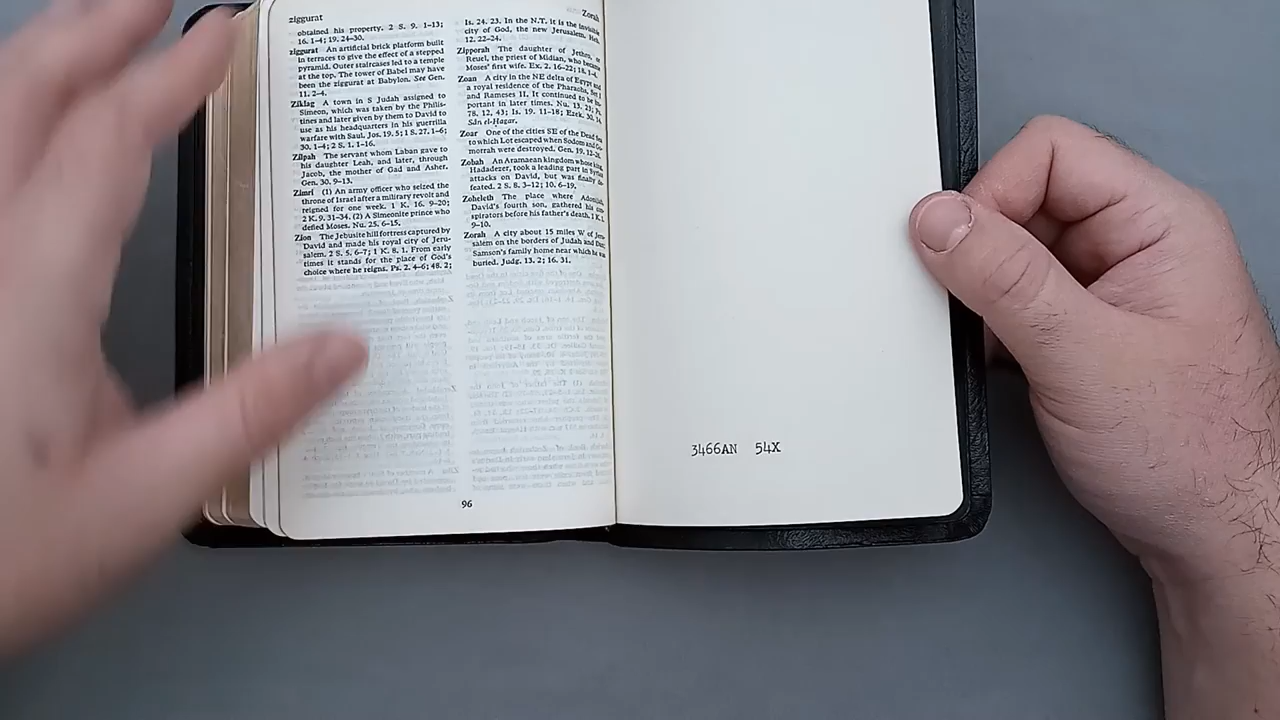 ziggurat
Zorah
obtained his property. 2 S. 9. 1-13;
16. 1-4; 19. 24-30.
ziggurat An artificial brick platform built
in terraces to give the effect of a stepped
pyramid. Outer staircases led to a temple
at the top. The tower of Babel may have
been the ziggurat at Babylon. See Gen.
11. 2-4.
Ziklag A town in S Judah assigned to
Simeon, which was taken by the Philis-
tines and later given by them to David to
use as his headquarters in his guerrilla
warfare with Saul. Jos. 19. 5; 1 S. 27. 1-6;
30. 1-4; 2 S. 1. 1-16.
Zilpah The servant whom Laban gave to
his daughter Leah, and later, through
Jacob, the mother of Gad and Asher.
Gen. 30. 9-13.
Zimri (1) An army officer who seized the
throne of Israel after a military revolt and
reigned for one week. 1 K. 16. 9-20;
2 K. 9. 31-34. (2) A Simeonite prince who
defied Moses. Nu. 25. 6-15.
Zion The Jebusite hill fortress captured by
David and made his royal city of Jeru-
salem. 2 S. 5. 6-7; 1 K. 8. 1. From early
times it stands for the place of God's
choice where he reigns. Ps. 2. 4-6; 48. 2;
Is. 24. 23. In the N.T. it is the invisible
city of God, the new Jerusalem. Heb.
12. 22-24.
Zipporah The daughter of Jethro, or
Reuel, the priest of Midian, who became
Moses' first wife. Ex. 2. 16-22; 18. 1-4.
Zoan A city in the NE delta of Egypt and
a royal residence of the Pharaohs, Seti I
and Rameses II. It continued to be im-
portant in later times. Nu. 13. 22; Ps.
78. 12, 43; Is. 19. 11-18; Ezek. 30. 14.
Sân el-Hagar.
Zoar One of the cities SE of the Dead Sea
to which Lot escaped when Sodom and Go-
morrah were destroyed. Gen. 19.
Zobah An Aramaean kingdom whose king,
Hadadezer, took a leading part in Syrian
attacks on David, but was finally de-
feated. 2 S. 8. 3-12; 10. 6-19.
Zoheleth The place where Adonijah,
David's fourth son, gathered his con-
spirators before his father's death. 1 K. 1.
9-10.
Zorah A city about 15 miles W of Jeru-
salem on the borders of Judah and Dan;
Samson's family home near which he was
buried. Judg. 13. 2; 16. 31.
96
3466AN 54X